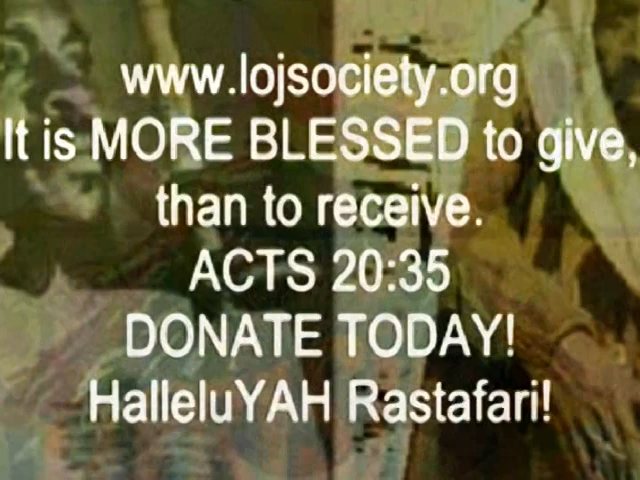 www.lojsociety.org
It is MORE BLESSED to give,
than to receive.
ACTS 20:35
DONATE TODAY!
HalleluYAH Rastafari!